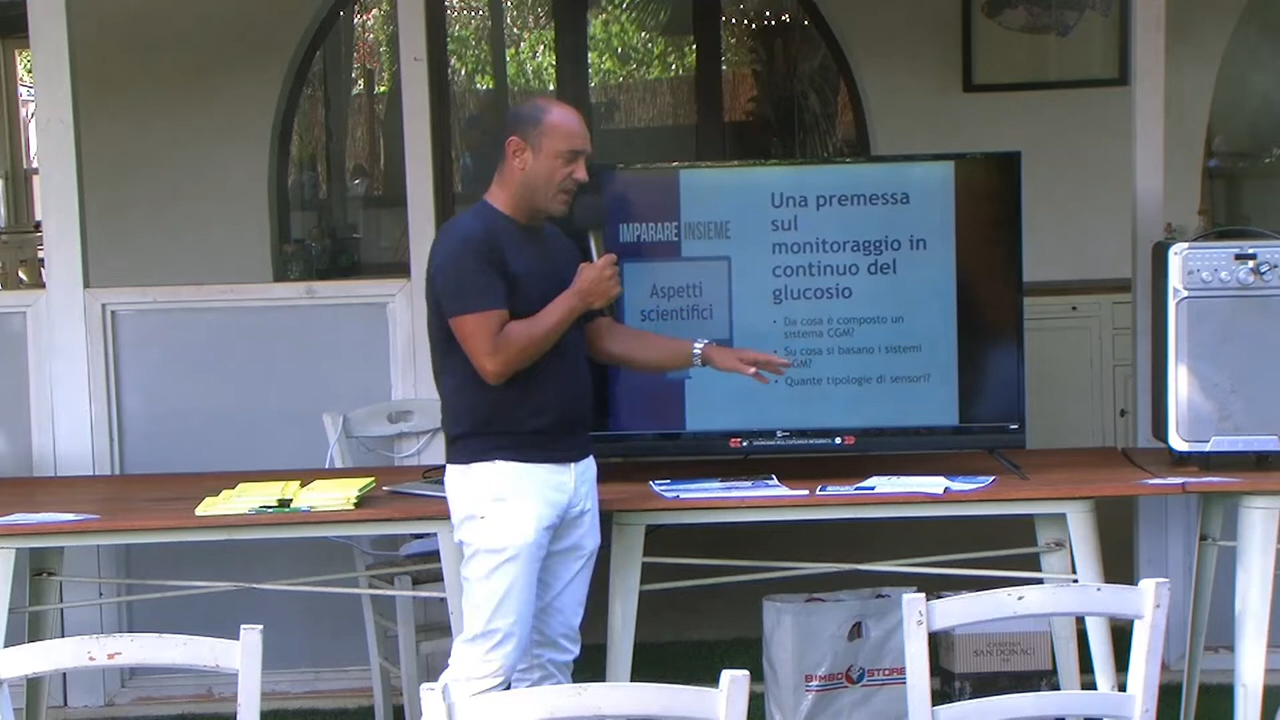 IMPARARE INSIEME
Aspetti
scientifici
Una premessa
sul
monitoraggio in
continuo del
glucosio
• Da cosa è composto un
sistema CGM?
• Su cosa si basano i sistemi
CGM?
• Quante tipologie di sensori?
BIMBO STORE
CANTINA
SAN DONACI